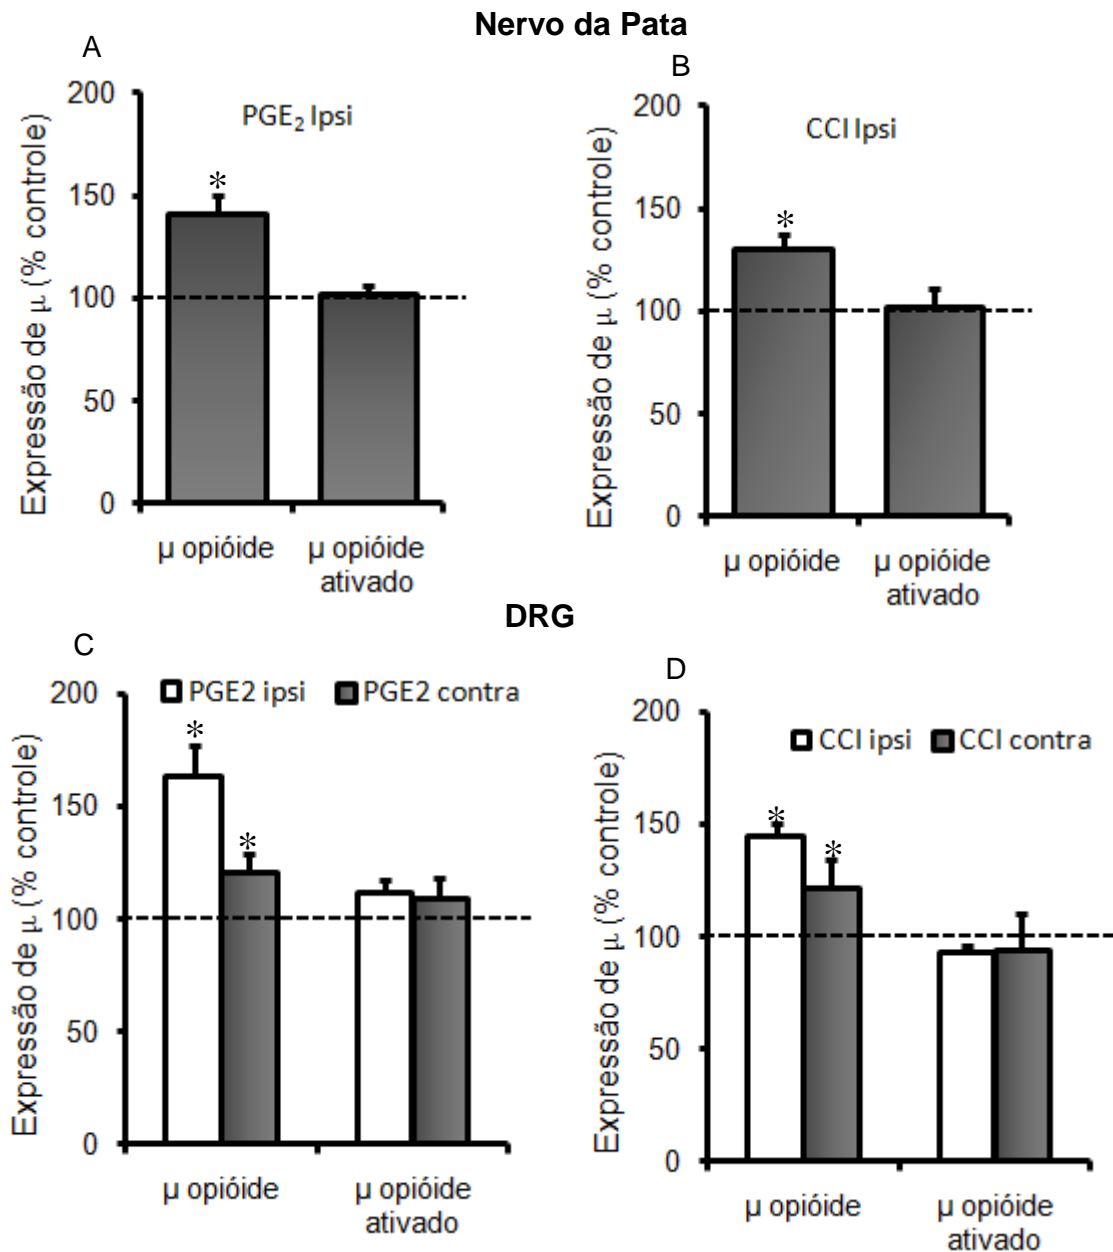 Nervo da Pata
A
Expressão de μ (% controle)
200
150
100
50
0
PGE2 Ipsi
*
μ opióide
μ opióide
ativado
B
Expressão de μ (% controle)
200
150
100
50
0
CCI Ipsi
*
μ opióide
μ opióide
ativado
DRG
C
Expressão de μ (% controle)
200
150
100
50
0
PGE2 ipsi
PGE2 contra
*
*
μ opióide
μ opióide
ativado
D
Expressão de μ (% controle)
200
150
100
50
0
CCI ipsi
CCI contra
*
*
μ opióide
μ opióide
ativado